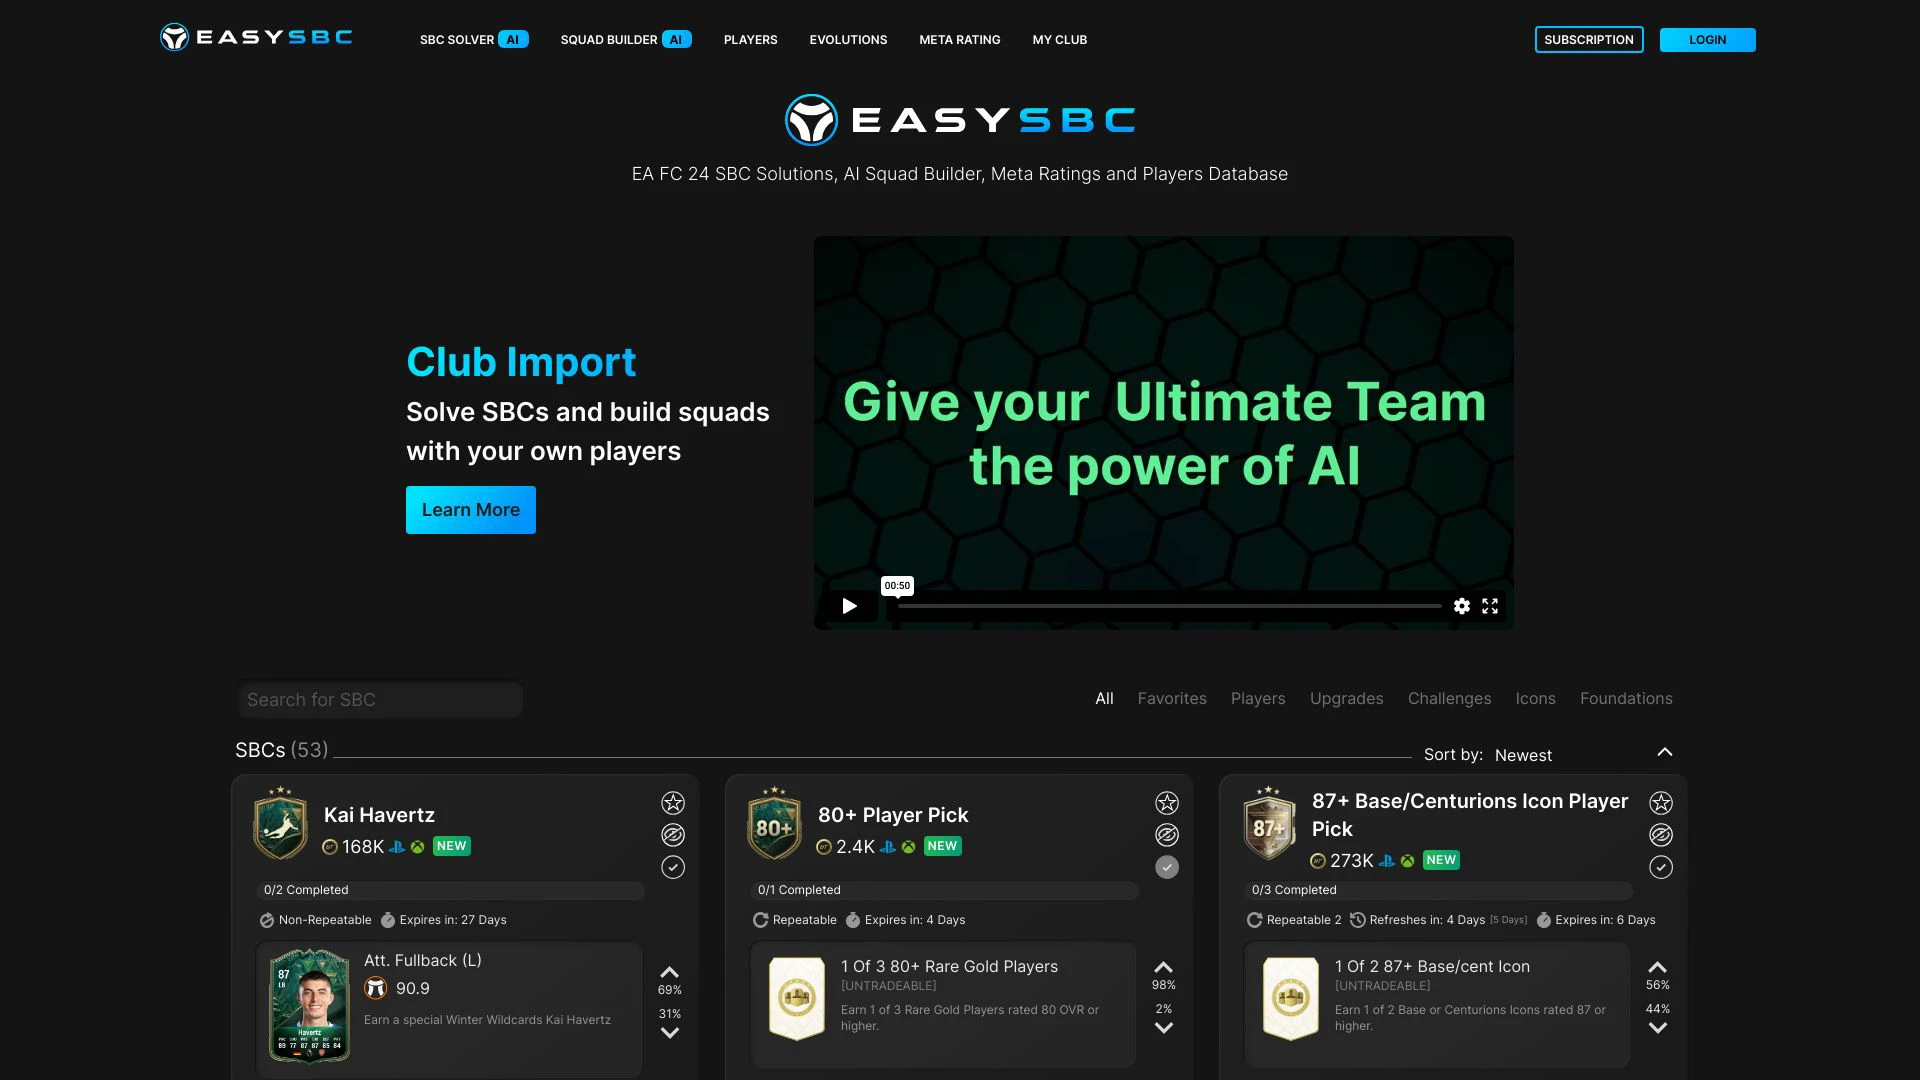 EASYSBC
SBC SOLVER AI
SQUAD BUILDER AI
PLAYERS
EVOLUTIONS
META RATING
MY CLUB
SUBSCRIPTION
LOGIN
EASYSBC
EA FC 24 SBC Solutions, AI Squad Builder, Meta Ratings and Players Database
Club Import
Solve SBCs and build squads
with your own players
Learn More
Give your Ultimate Team
the power of AI
00:50
Search for SBC
All
Favorites
Players
Upgrades
Challenges
Icons
Foundations
SBCs (53)
Sort by: Newest
Kai Havertz
168K NEW
0/2 Completed
Non-Repeatable
Expires in: 27 Days
87
LB
Havertz
Att. Fullback (L)
90.9
Earn a special Winter Wildcards Kai Havertz
69%
31%
80+
80+ Player Pick
2.4K NEW
0/1 Completed
Repeatable
Expires in: 4 Days
1 Of 3 80+ Rare Gold Players
[UNTRADEABLE]
Earn 1 of 3 Rare Gold Players rated 80 OVR or
higher.
98%
2%
87+
87+ Base/Centurions Icon Player
Pick
273K NEW
0/3 Completed
Repeatable 2
Refreshes in: 4 Days [5 Days]
Expires in: 6 Days
1 Of 2 87+ Base/cent Icon
[UNTRADEABLE]
Earn 1 of 2 Base or Centurions Icons rated 87 or
higher.
56%
44%